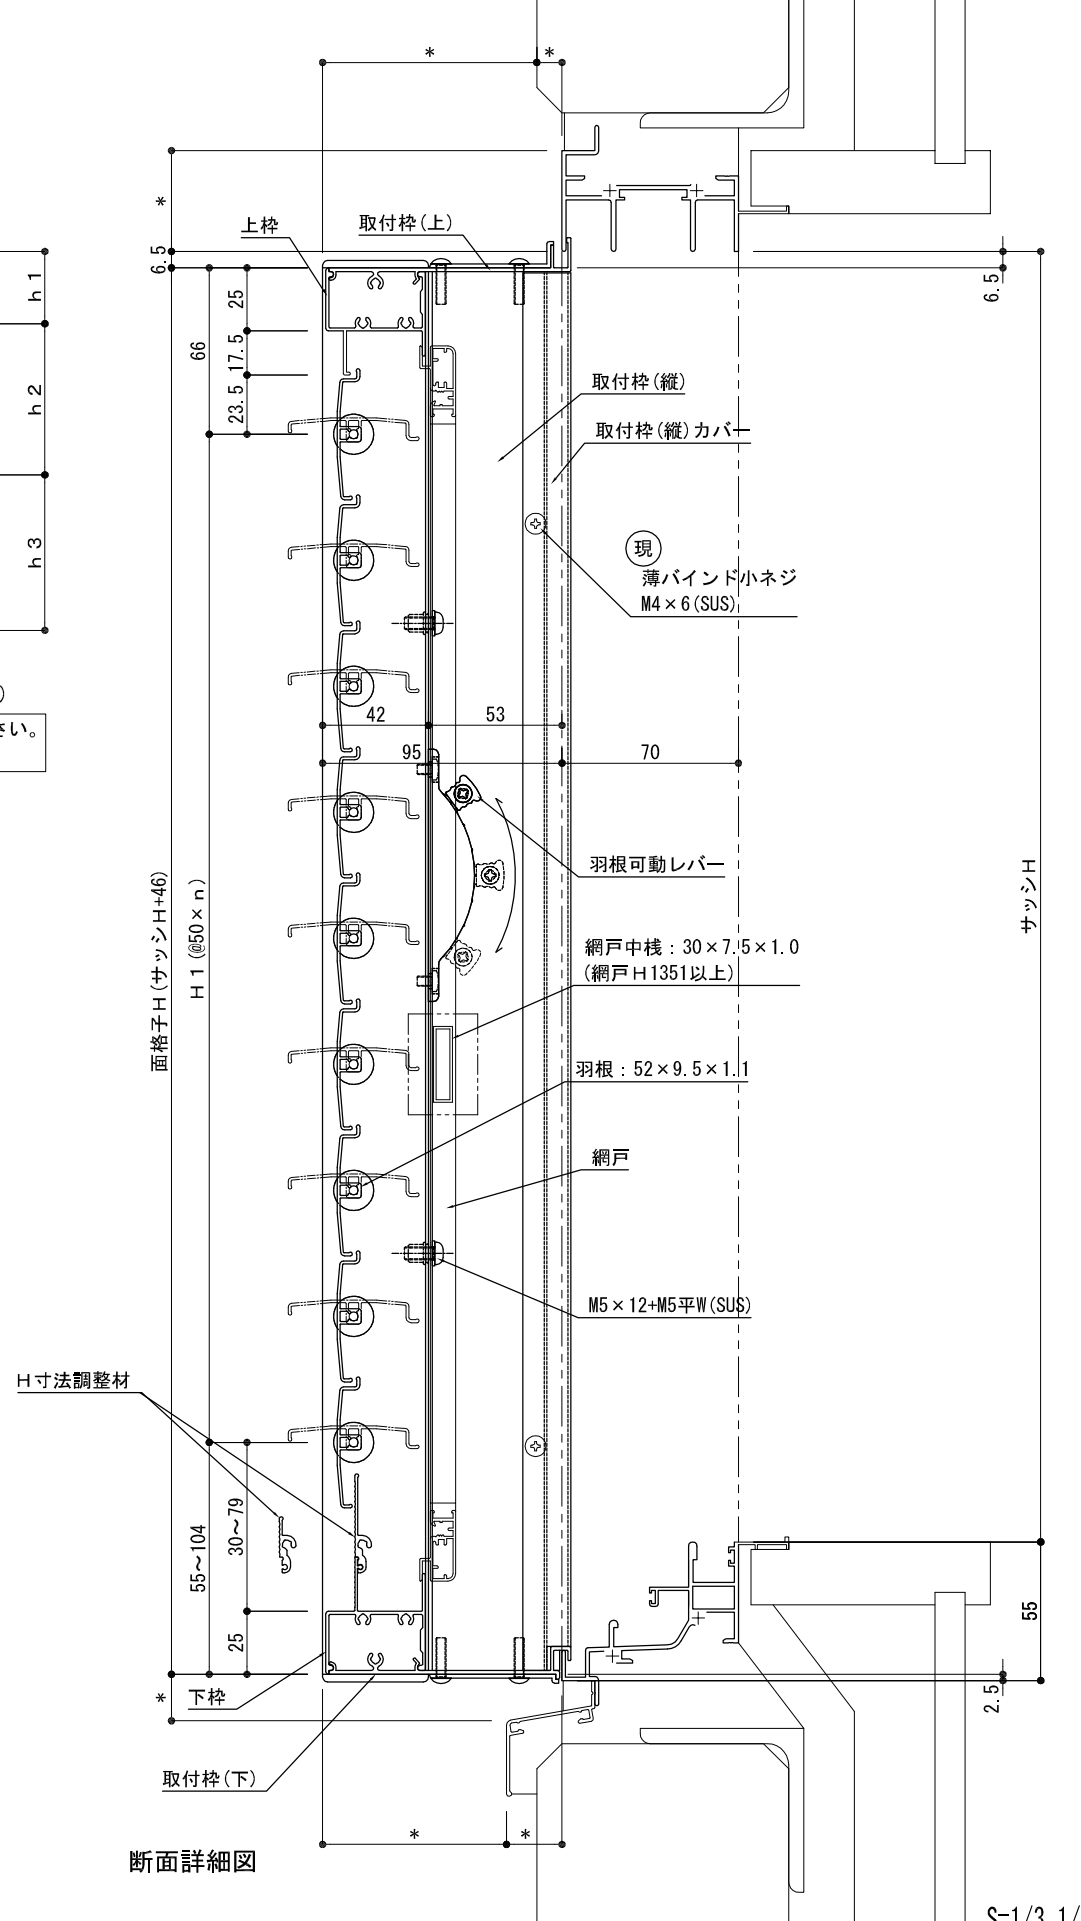 *
*
*
6.5
上枠
取付枠(上)
h1
25
6.5
66
17.5
23.5
h2
取付枠(縦)
取付枠(縦)カバー
現
h3
薄バインド小ネジ
M4×6(SUS)
さい。
42
53
95
70
羽根可動レバー
サッシH
面格子H(サッシH+46)
H1(@50×n)
網戸中桟:30×7.5×1.0
(網戸H1351以上)
羽根:52×9.5×1.1
網戸
M5×12+M5平W(SUS)
H寸法調整材
30~79
55~104
55
25
*
下枠
2.5
取付枠(下)
*
*
断面詳細図
S=1/3,1/